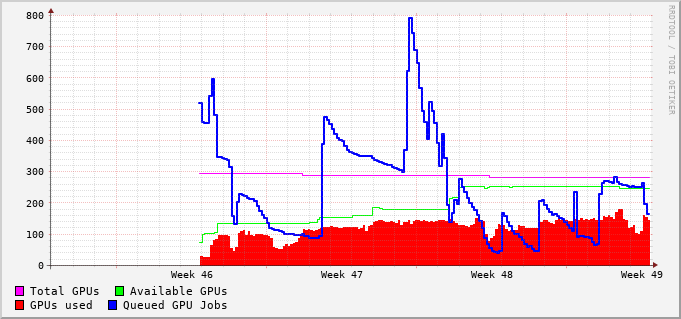 800
700
600
500
400
300
200
100
0
Week 46 Week 47 Week 48 Week 49
Total GPUs Available GPUs
GPUs used Queued GPU Jobs
RRDTOOL / TOBI OETIKER